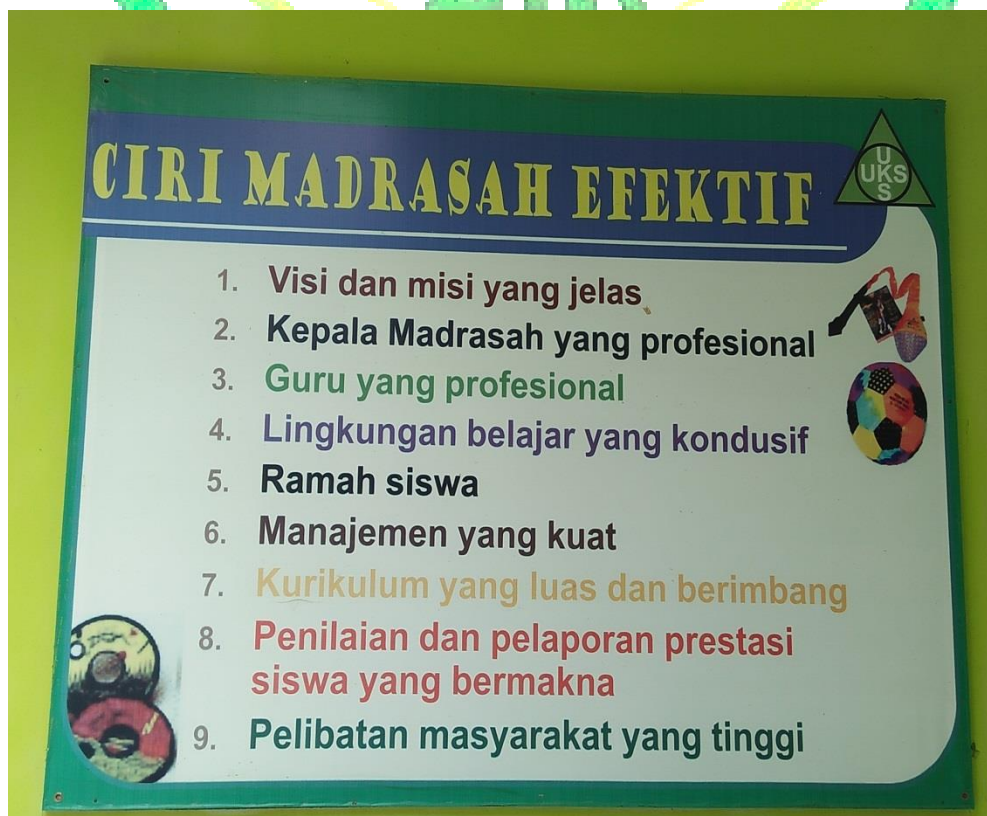 CIRI MADRASAH EFEKTIF
UKS
1. Visi dan misi yang jelas
2. Kepala Madrasah yang profesional
3. Guru yang profesional
4. Lingkungan belajar yang kondusif
5. Ramah siswa
6. Manajemen yang kuat
7. Kurikulum yang luas dan berimbang
8. Penilaian dan pelaporan prestasi
siswa yang bermakna
9. Pelibatan masyarakat yang tinggi